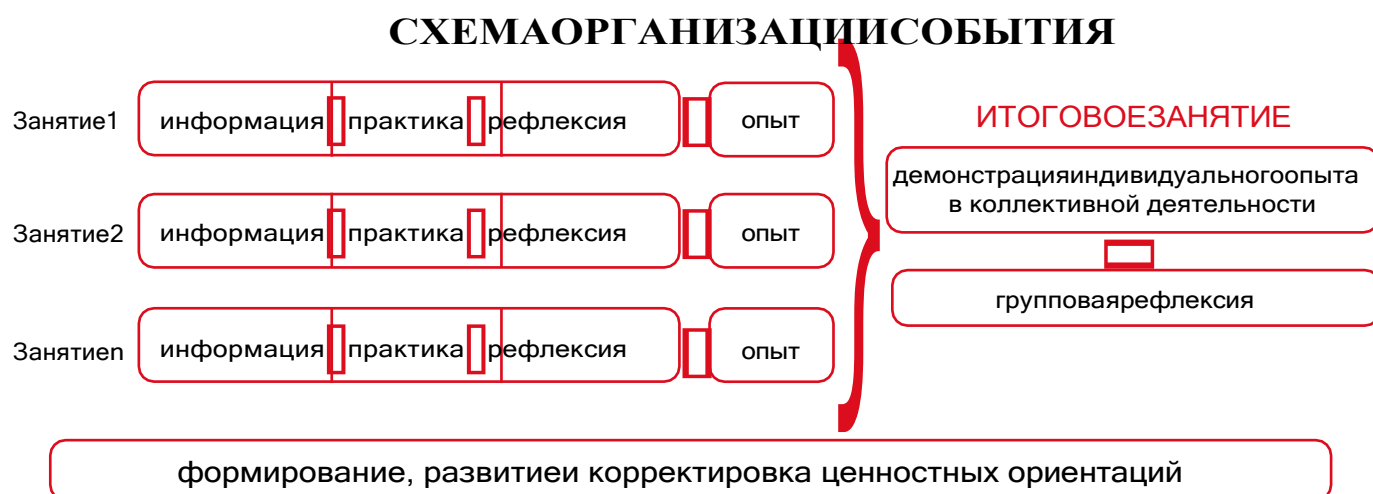 СХЕМАОРГАНИЗАЦИИСОБЫТИЯ
Занятие1 информация практика рефлексия опыт
Занятие2 информация практика рефлексия опыт
Занятиеn информация практика рефлексия опыт
ИТОГОВОЕЗАНЯТИЕ
демонстрацияиндивидуальногоопыта
в коллективной деятельности
групповаярефлексия
формирование, развитиеи корректировка ценностных ориентаций